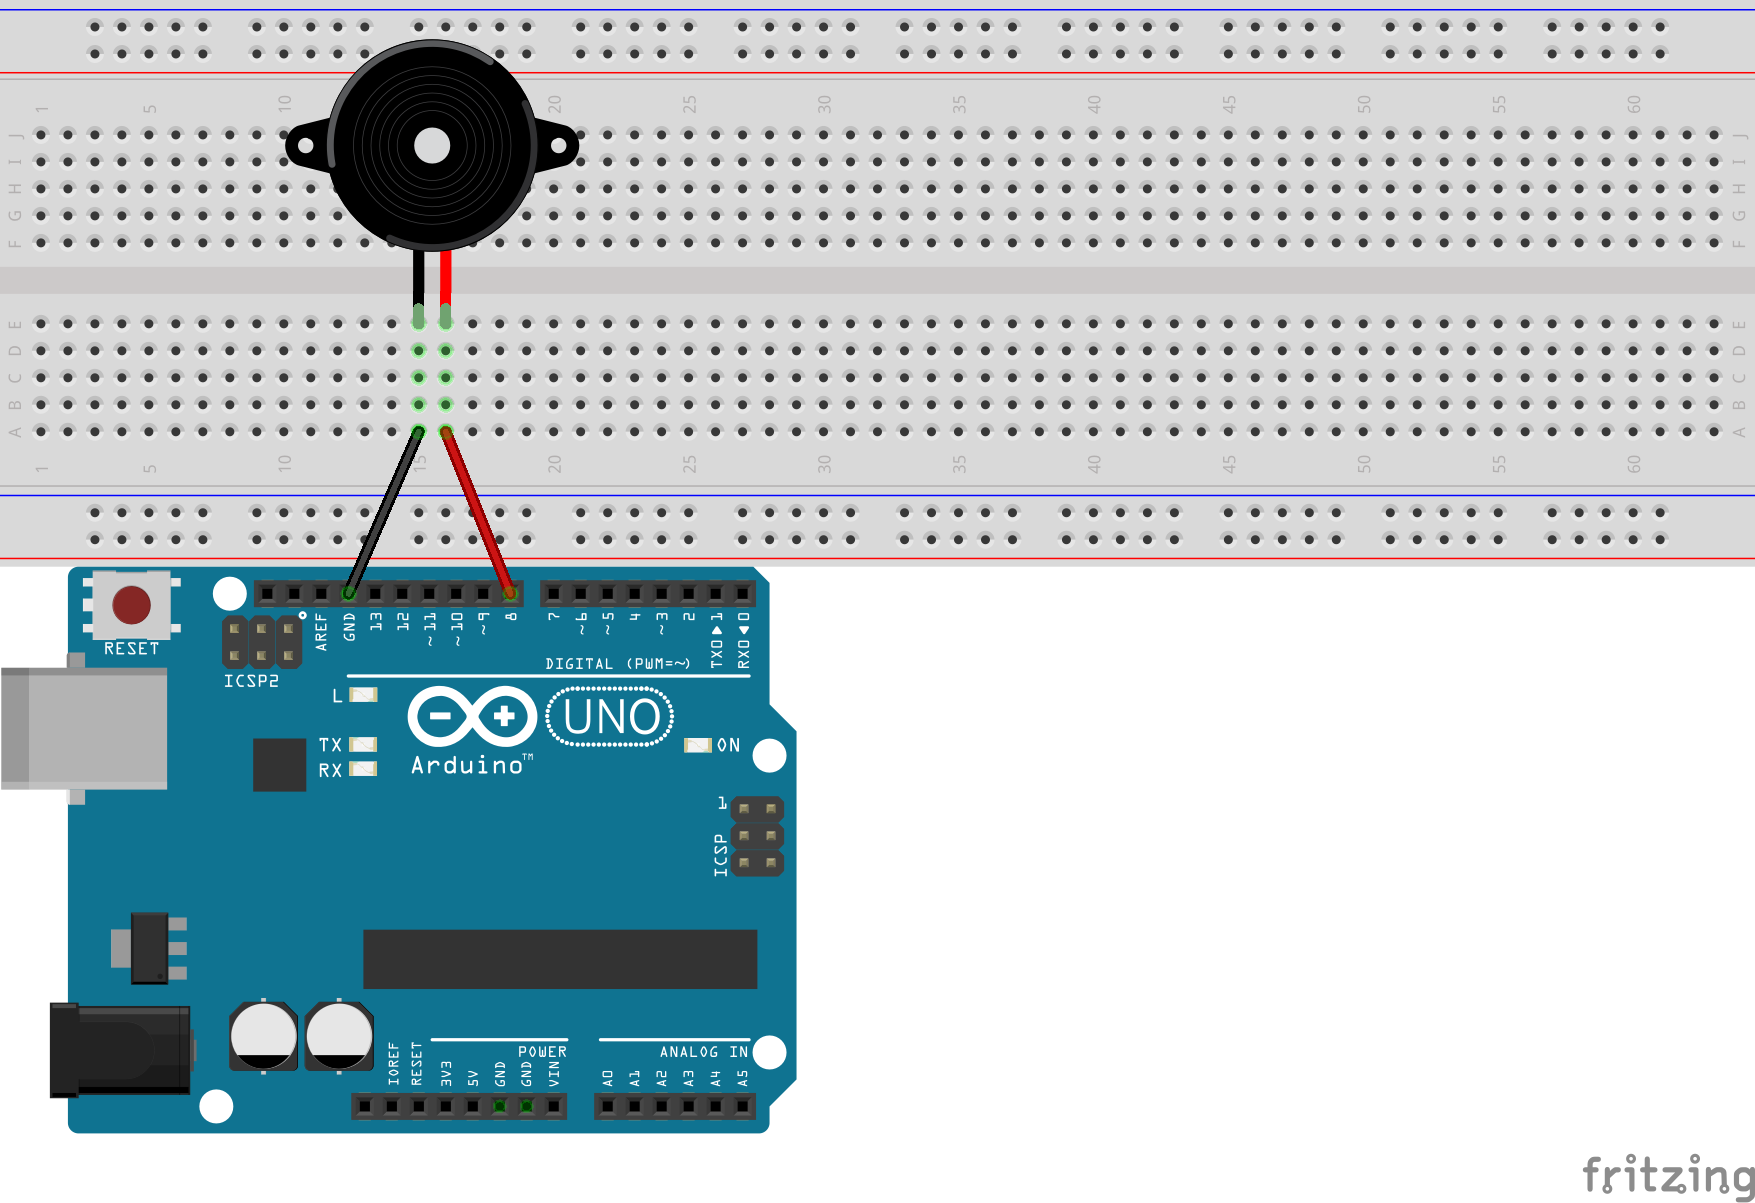 1 5 10 20 25 30 35 40 45 50 55 60
J J
I I
H H
G G
F F
E E
D D
C C
B B
A A
1 5 10 15 20 25 30 35 40 45 50 55 60
RESET
ICSP2
AREF GND 13 12 ~11 ~10 ~9 8 7 ~6 ~5 4 ~3 2 TX0▶1 RX0◀0
DIGITAL (PWM=~)
L
TX
RX
UNO
Arduino™
ON
1
ICSP
POWER
ANALOG IN
IOREF RESET 3V3 5V GND GND VIN A0 A1 A2 A3 A4 A5
fritzing